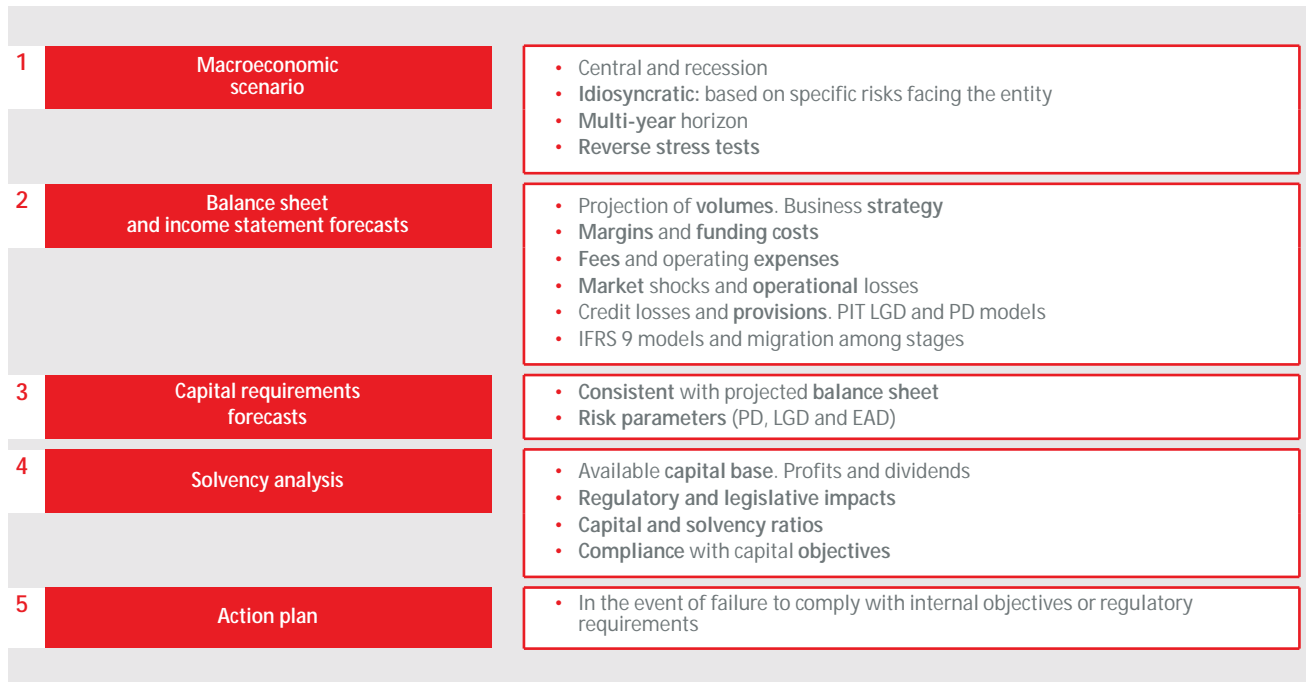 1
Macroeconomic
scenario
• Central and recession
• Idiosyncratic: based on specific risks facing the entity
• Multi-year horizon
• Reverse stress tests
2
Balance sheet
and income statement forecasts
• Projection of volumes. Business strategy
• Margins and funding costs
• Fees and operating expenses
• Market shocks and operational losses
• Credit losses and provisions. PIT LGD and PD models
• IFRS 9 models and migration among stages
3
Capital requirements
forecasts
• Consistent with projected balance sheet
• Risk parameters (PD, LGD and EAD)
4
Solvency analysis
• Available capital base. Profits and dividends
• Regulatory and legislative impacts
• Capital and solvency ratios
• Compliance with capital objectives
5
Action plan
• In the event of failure to comply with internal objectives or regulatory
requirements